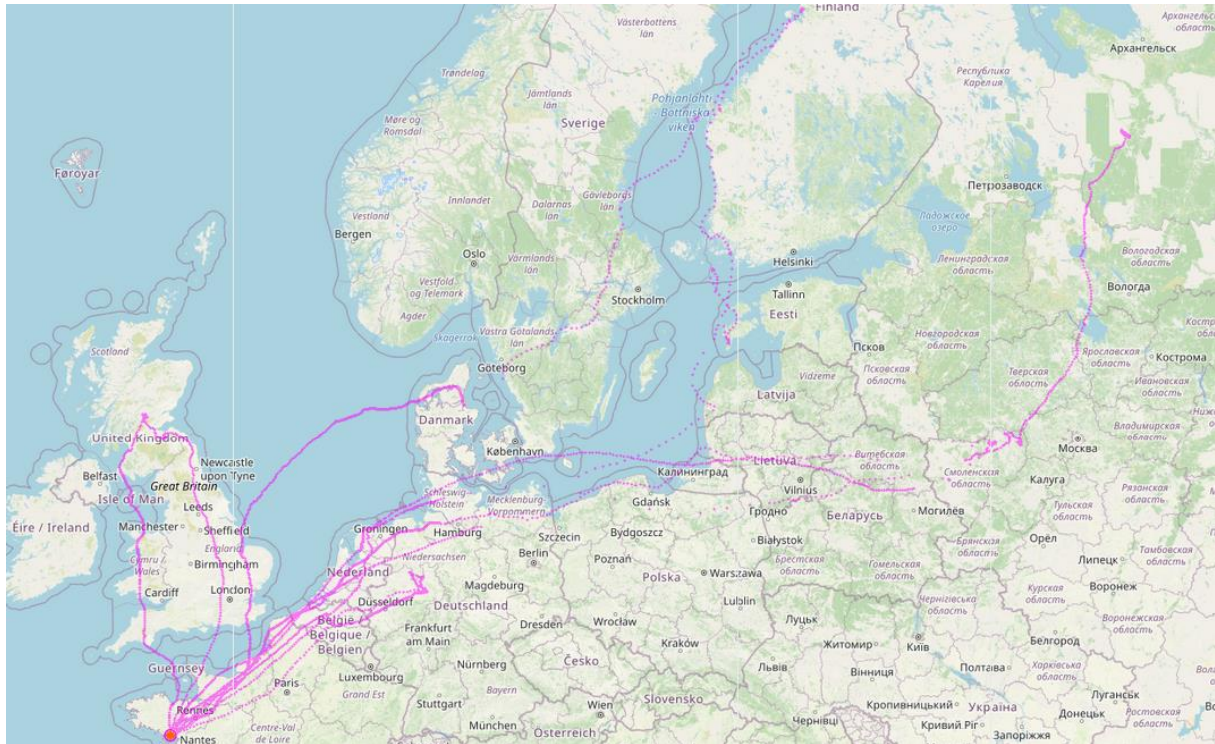 Finland
Västerbottens
län
Архангельская
область
Архангельск
Trøndelag
Pohjanlahti
- Bottniska
viken
Республика
Карелия
Jämtlands
län
Sverige
Møre og
Romsdal
Føroyar
Петрозаводск
Innlandet
Dalarnas
län
Gävleborgs
län
Ладожское
озеро
Vestland
Bergen
Oslo
Värmlands
län
Helsinki
Ленинградская
область
Вологодская
область
Вологда
Vestfold
og Telemark
Stockholm
Tallinn
Eesti
Agder
Västra Götalands
län
Skagerrak
Новгородская
область
Псков
Ярославская
область
Кострома
Scotland
Göteborg
Псковская
область
Тверская
область
Vidzeme
Ивановская
область
Latvija
Danmark
Владимирская
область
United Kingdom
København
Москва
Belfast
Newcastle
upon Tyne
Lietuva
Витебская
область
Калининград
Смоленская
область
Калуга
Great Britain
Isle of Man
Leeds
Schleswig-
Holstein
Mecklenburg-
Vorpommern
Vilnius
Рязанская
область
Éire / Ireland
Manchester
Sheffield
Groningen
Hamburg
Gdańsk
Гродно
Могилёв
Тульская
область
Беларусь
Cymru /
Wales
England
Birmingham
Szczecin
Bydgoszcz
Białystok
Брянская
область
Орёл
Niedersachsen
Berlin
Липецк
Тамбовская
область
Nederland
Poznań
Брестская
область
Гомельская
область
Cardiff
London
Magdeburg
Polska
Warszawa
Курская
область
Воронеж
Düsseldorf
Deutschland
Lublin
België /
Belgique /
Belgien
Чернігівська
область
Воронежская
область
Frankfurt
am Main
Dresden
Wrocław
Луцьк
Житомир
Київ
Белгород
Guernsey
Luxembourg
Kraków
Česko
Львів
Полтава
Харківська
область
Paris
Nürnberg
Вінниця
Grand Est
Bayern
Луганськ
Rennes
Stuttgart
Slovensko
Кропивницький
Україна
Донецьк
Ростовская
область
Nantes
Centre-Val
de Loire
München
Wien
Österreich
Чернівці
Кривий Ріг
Запоріжжя